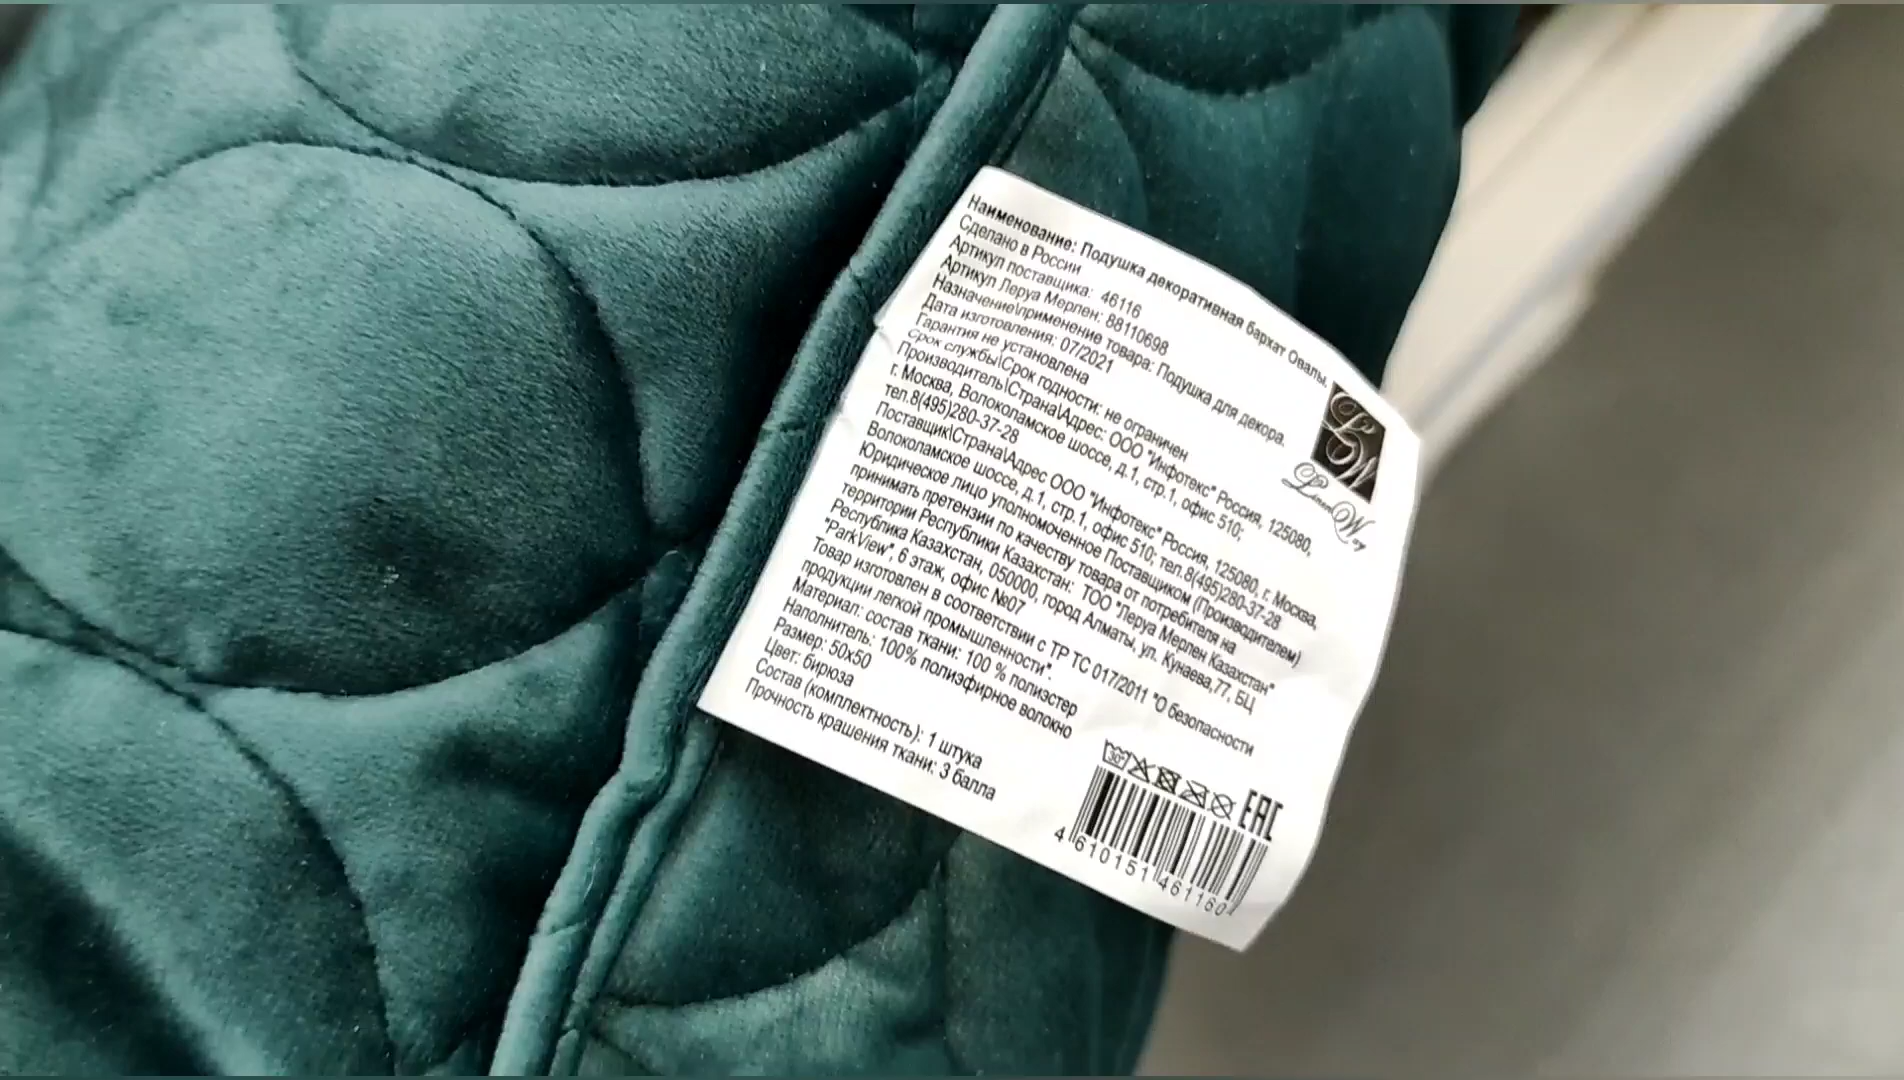 Наименование: Подушка декоративная бархат Овалы.
Сделано в России
Артикул поставщика: 46116
Артикул Леруа Мерлен: 88110698
Назначение\применение товара: Подушка для декора.
Дата изготовления: 07/2021
Гарантия не установлена
Срок службы\Срок годности: не ограничен
Производитель\Страна\Адрес: ООО "Инфотекс" Россия, 125080,
г. Москва, Волоколамское шоссе, д.1, стр.1, офис 510;
тел.8(495)280-37-28
Поставщик\Страна\Адрес ООО "Инфотекс" Россия, 125080, г. Москва,
Волоколамское шоссе, д.1, стр.1, офис 510; тел.8(495)280-37-28
Юридическое лицо уполномоченное Поставщиком (Производителем)
принимать претензии по качеству товара от потребителя на
территории Республики Казахстан: ТОО "Леруа Мерлен Казахстан"
Республика Казахстан, 050000, город Алматы, ул. Кунаева,77, БЦ
"ParkView", 6 этаж, офис №07
Товар изготовлен в соответствии с ТР ТС 017/2011 "О безопасности
продукции легкой промышленности".
Материал: состав ткани: 100 % полиэстер
Наполнитель: 100% полиэфирное волокно
Размер: 50х50
Цвет: бирюза
Состав (комплектность): 1 штука
Прочность крашения ткани: 3 балла
LW
Linen Way
30°
EAC
4 610151 461160